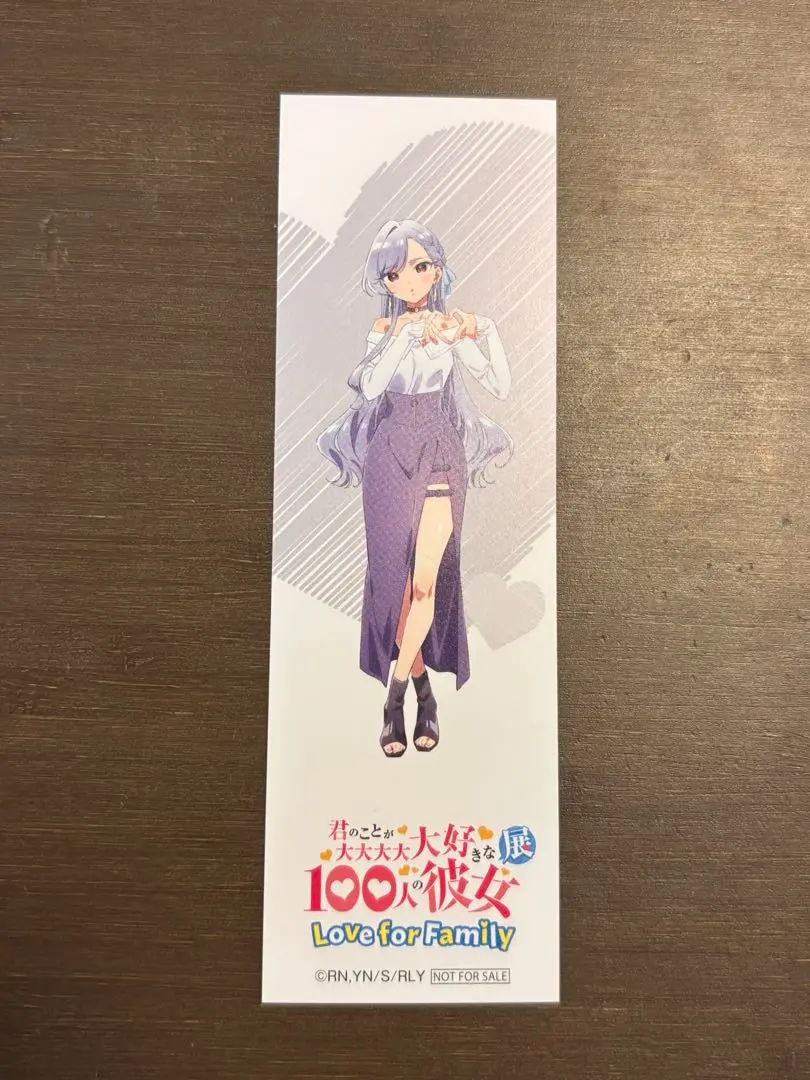 君のことが
大大大大大好きな展
100人の彼女
Love for Family
©RN,YN/S/RLY NOT FOR SALE